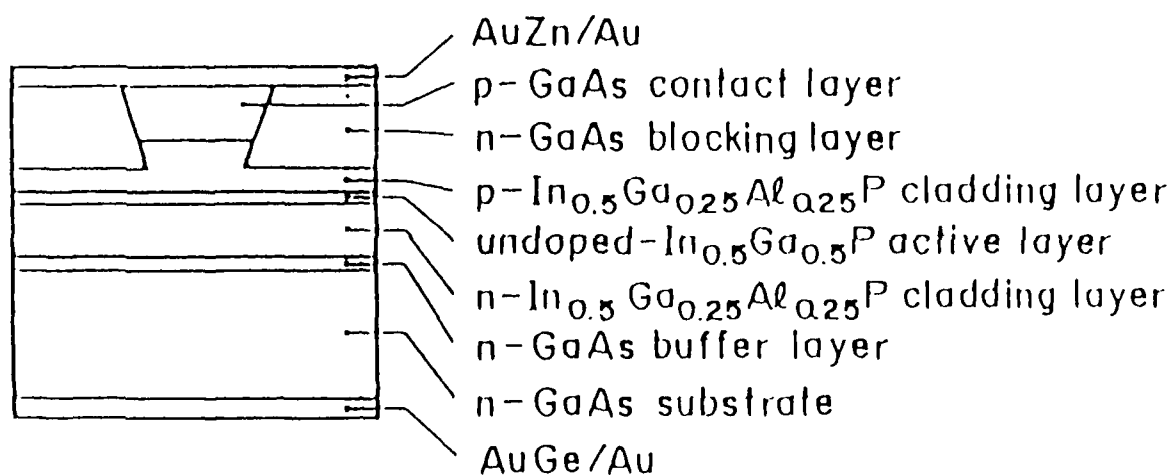 AuZn/Au
p-GaAs contact layer
n-GaAs blocking layer
p-In₀.₅Ga₀.₂₅Al₀.₂₅P cladding layer
undoped-In₀.₅Ga₀.₅P active layer
n-In₀.₅Ga₀.₂₅Al₀.₂₅P cladding layer
n-GaAs buffer layer
n-GaAs substrate
AuGe/Au